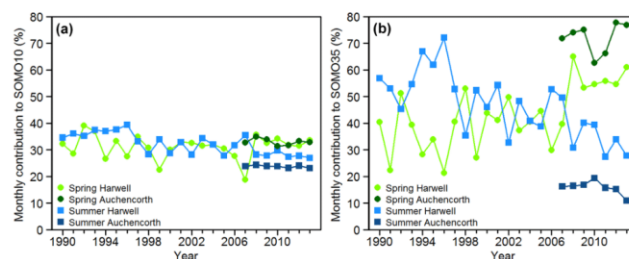 (a)
Monthly contribution to SOMO10 (%)
80
70
60
50
40
30
20
10
0
Spring Harwell
Spring Auchencorth
Summer Harwell
Summer Auchencorth
1990 1994 1998 2002 2006 2010
Year
(b)
Monthly contribution to SOMO35 (%)
80
70
60
50
40
30
20
10
0
Spring Harwell
Spring Auchencorth
Summer Harwell
Summer Auchencorth
1990 1994 1998 2002 2006 2010
Year